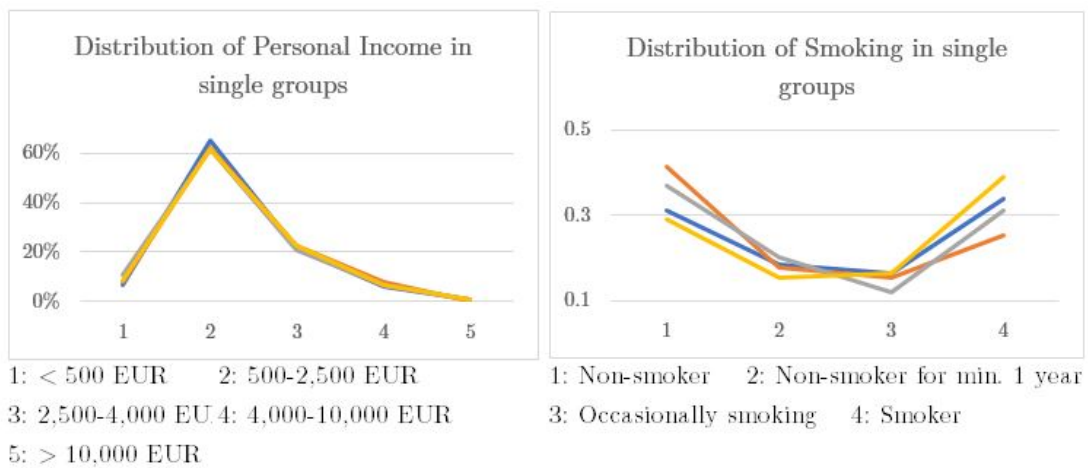 Distribution of Personal Income in
single groups
60%
40%
20%
0%
1 2 3 4 5
1: < 500 EUR 2: 500-2,500 EUR
3: 2,500-4,000 EU 4: 4,000-10,000 EUR
5: > 10,000 EUR
Distribution of Smoking in single
groups
0.5
0.3
0.1
1 2 3 4
1: Non-smoker 2: Non-smoker for min. 1 year
3: Occasionally smoking 4: Smoker